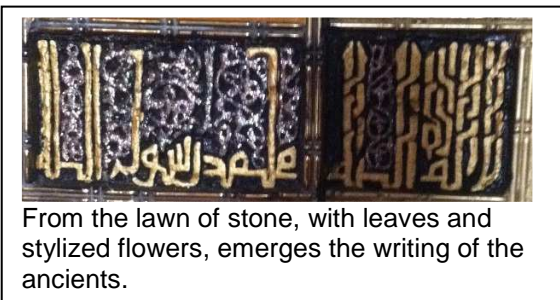 محمد رسول الله
From the lawn of stone, with leaves and
stylized flowers, emerges the writing of the
ancients.